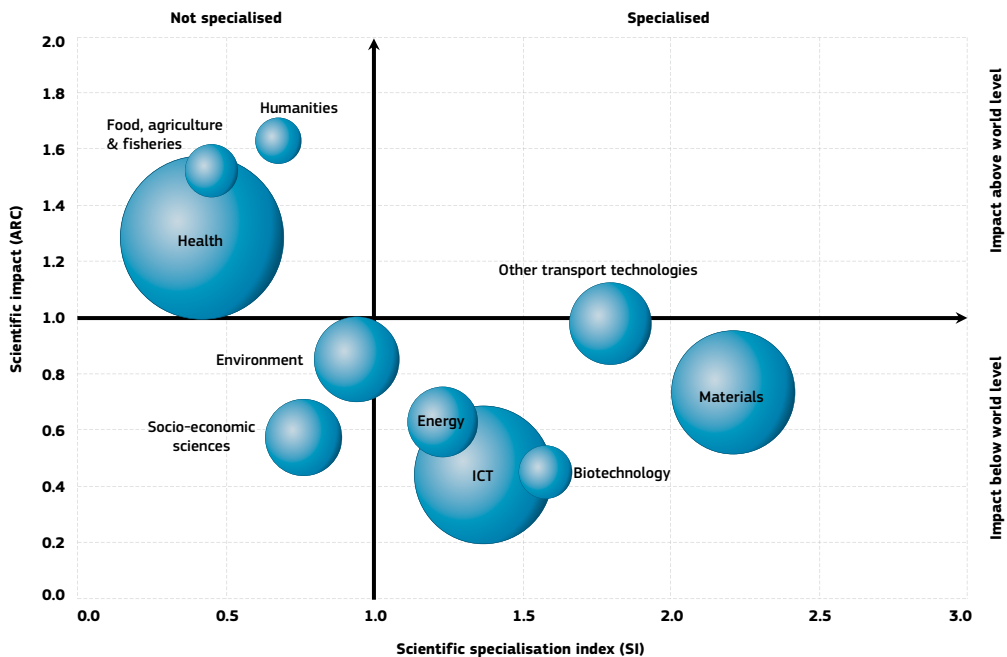 Not specialised
Specialised
2.0
1.8
1.6
1.4
1.2
1.0
0.8
0.6
0.4
0.2
0.0
Scientific impact (ARC)
Humanities
Food, agriculture
& fisheries
Health
Other transport technologies
Environment
Materials
Socio-economic
sciences
Energy
ICT
Biotechnology
Impact above world level
Impact below world level
0.0
0.5
1.0
1.5
2.0
2.5
3.0
Scientific specialisation index (SI)